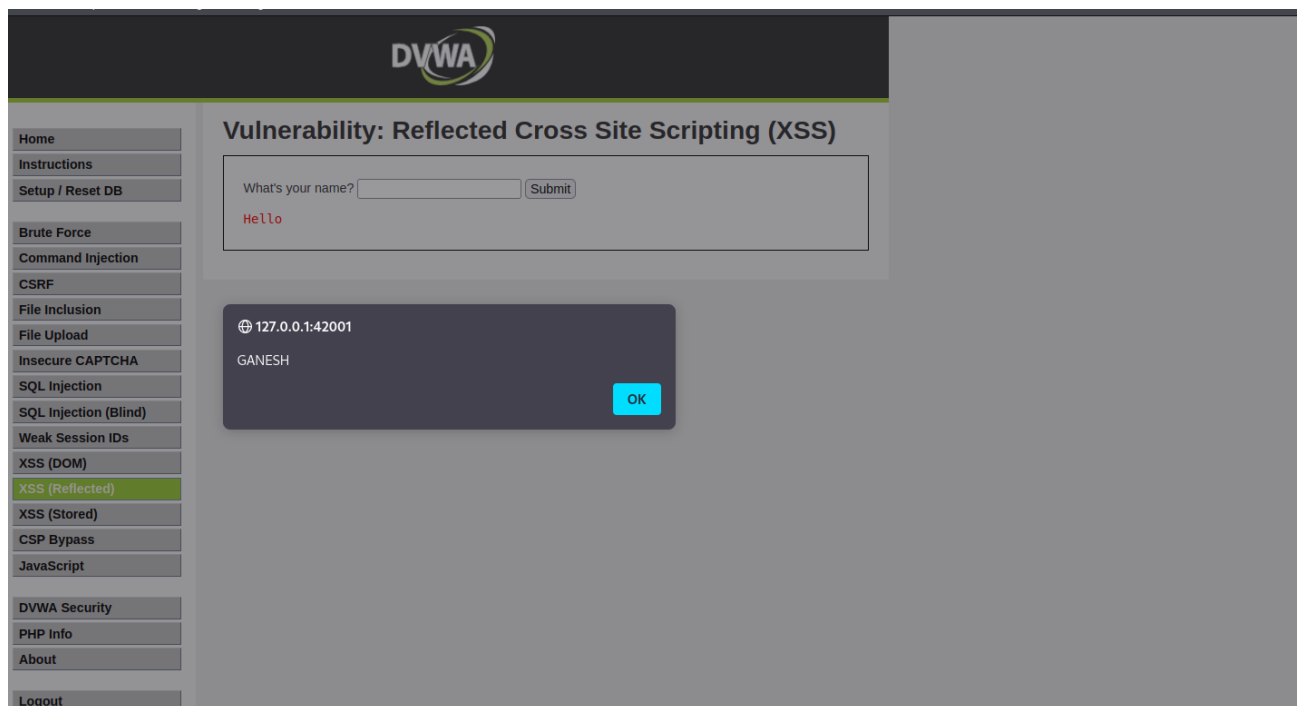 DVWA
Vulnerability: Reflected Cross Site Scripting (XSS)
What's your name? Submit
Hello
Home
Instructions
Setup / Reset DB
Brute Force
Command Injection
CSRF
File Inclusion
File Upload
Insecure CAPTCHA
SQL Injection
SQL Injection (Blind)
Weak Session IDs
XSS (DOM)
XSS (Reflected)
XSS (Stored)
CSP Bypass
JavaScript
DVWA Security
PHP Info
About
Logout
127.0.0.1:42001
GANESH
OK